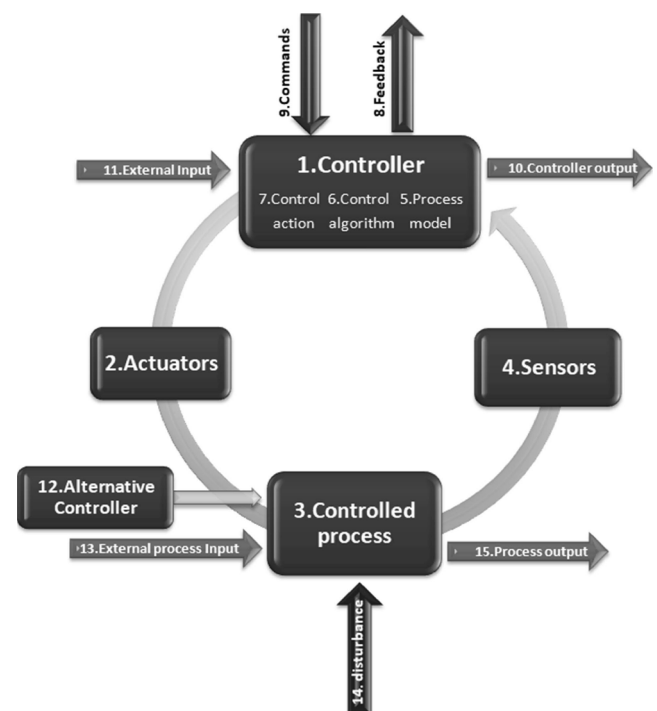 9.Commands
8.Feedback
1.Controller
11.External Input
10.Controller output
7.Control 6.Control 5.Process
action algorithm model
2.Actuators
4.Sensors
12.Alternative
Controller
3.Controlled
process
13.External process Input
15.Process output
14. disturbance